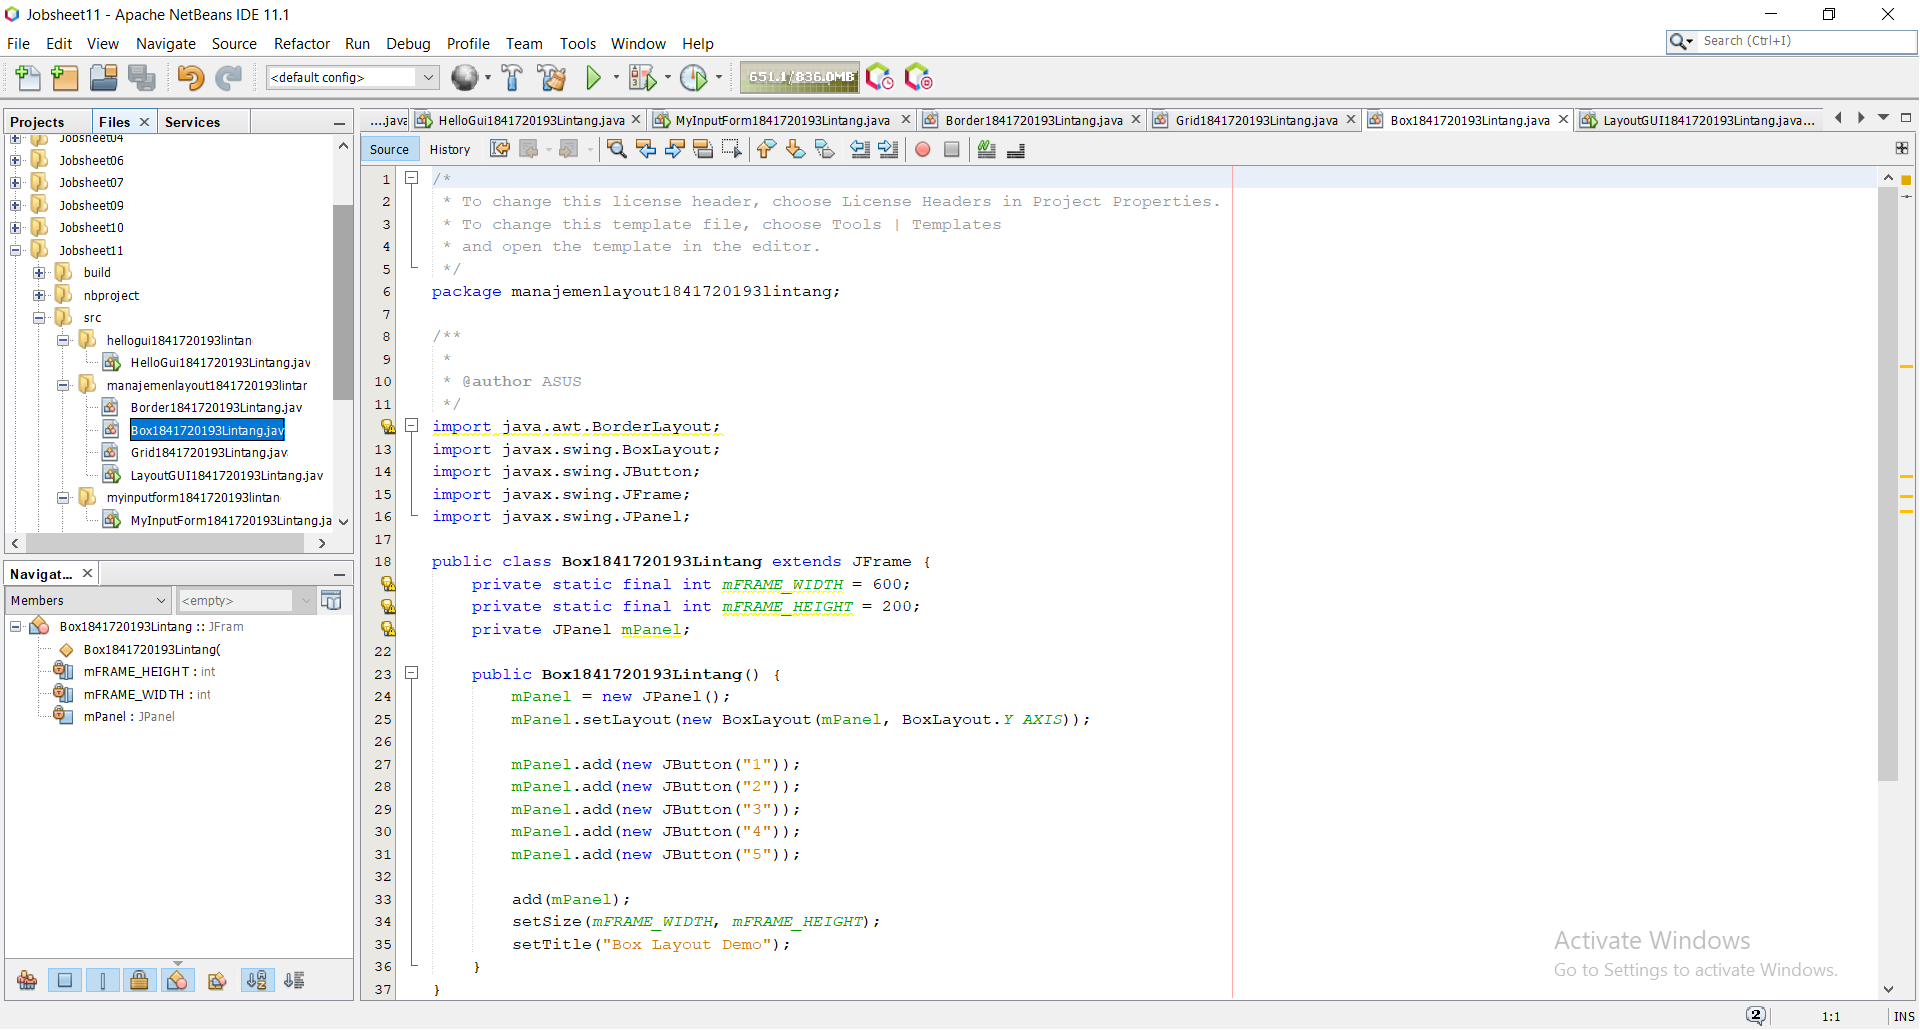 Jobsheet11 - Apache NetBeans IDE 11.1
File Edit View Navigate Source Refactor Run Debug Profile Team Tools Window Help
Search (Ctrl+I)
<default config>
651.1/836.0MB
Projects Files Services
Jobsheet04
Jobsheet06
Jobsheet07
Jobsheet09
Jobsheet10
Jobsheet11
build
nbproject
src
hellogui1841720193lintan
HelloGui1841720193Lintang.jav
manajemenlayout1841720193lintar
Border1841720193Lintang.jav
Box1841720193Lintang.jav
Grid1841720193Lintang.jav
LayoutGUI1841720193Lintang.jav
myinputform1841720193lintan
MyInputForm1841720193Lintang.ja
Navigat...
Members
<empty>
Box1841720193Lintang :: JFram
Box1841720193Lintang(
mFRAME_HEIGHT : int
mFRAME_WIDTH : int
mPanel : JPanel
....java HelloGui1841720193Lintang.java MyInputForm1841720193Lintang.java Border1841720193Lintang.java Grid1841720193Lintang.java Box1841720193Lintang.java LayoutGUI1841720193Lintang.java...
Source History
1 /*
2 * To change this license header, choose License Headers in Project Properties.
3 * To change this template file, choose Tools | Templates
4 * and open the template in the editor.
5 */
6 package manajemenlayout1841720193lintang;
7
8 /**
9 *
10 * @author ASUS
11 */
import java.awt.BorderLayout;
13 import javax.swing.BoxLayout;
14 import javax.swing.JButton;
15 import javax.swing.JFrame;
16 import javax.swing.JPanel;
17
18 public class Box1841720193Lintang extends JFrame {
private static final int mFRAME_WIDTH = 600;
private static final int mFRAME_HEIGHT = 200;
private JPanel mPanel;
22
23 public Box1841720193Lintang() {
24 mPanel = new JPanel();
25 mPanel.setLayout(new BoxLayout(mPanel, BoxLayout.Y_AXIS));
26
27 mPanel.add(new JButton("1"));
28 mPanel.add(new JButton("2"));
29 mPanel.add(new JButton("3"));
30 mPanel.add(new JButton("4"));
31 mPanel.add(new JButton("5"));
32
33 add(mPanel);
34 setSize(mFRAME_WIDTH, mFRAME_HEIGHT);
35 setTitle("Box Layout Demo");
36 }
37 }
Activate Windows
Go to Settings to activate Windows.
2
1:1
INS